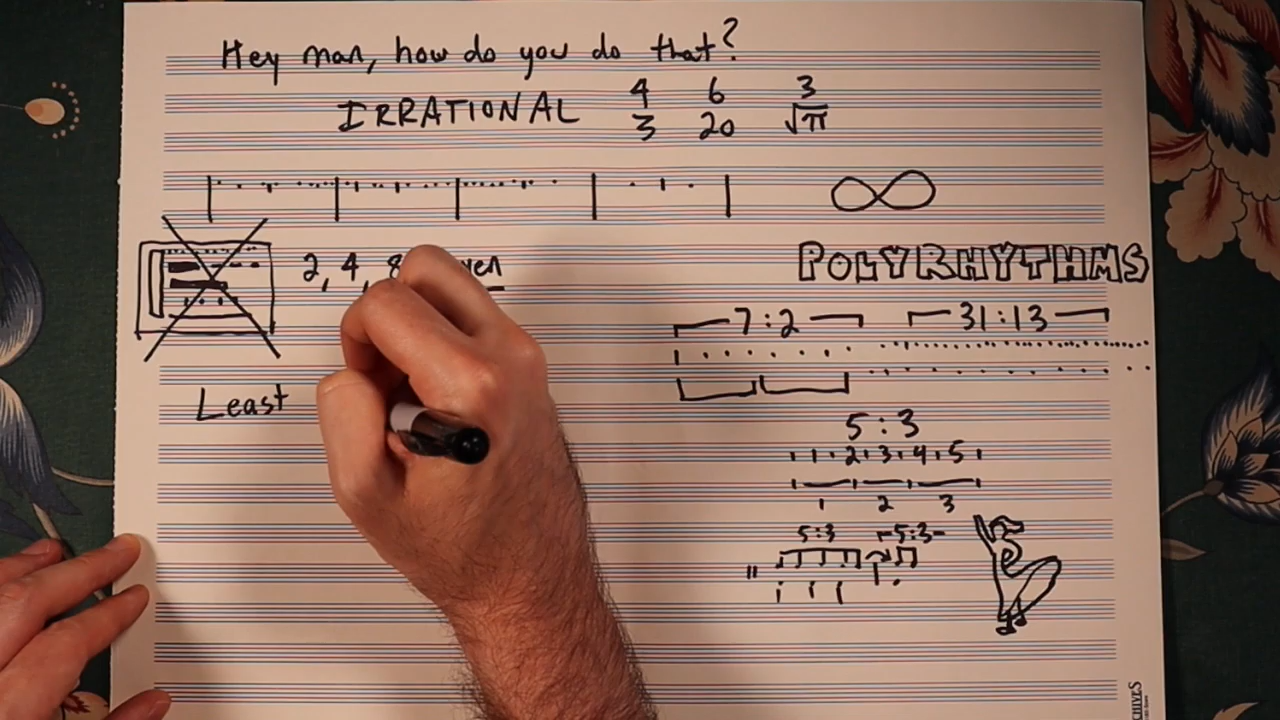 Hey man, how do you do that?
IRRATIONAL 4 6 3
3 20 √π
∞
2, 4, 8
POLYRHYTHMS
7:2 31:13
Least
5:3
1 2 3 4 5
1 2 3
5:3 5:3